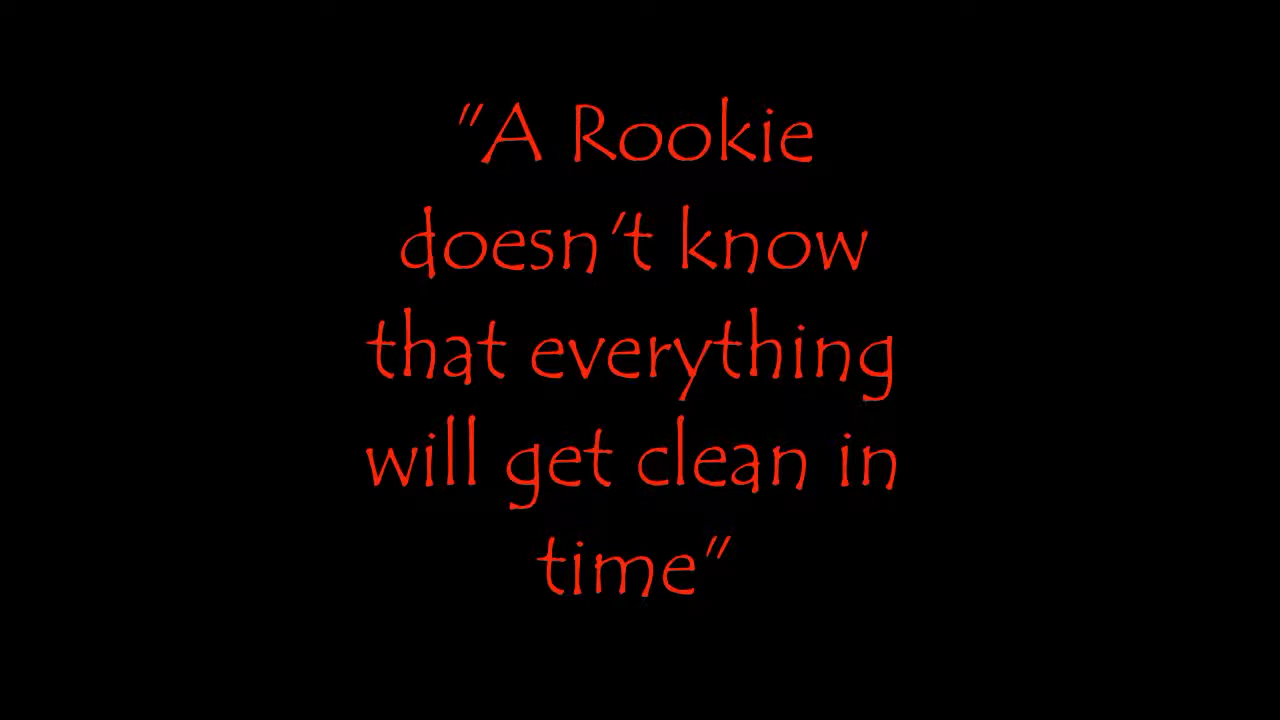 "A Rookie
doesn't know
that everything
will get clean in
time"